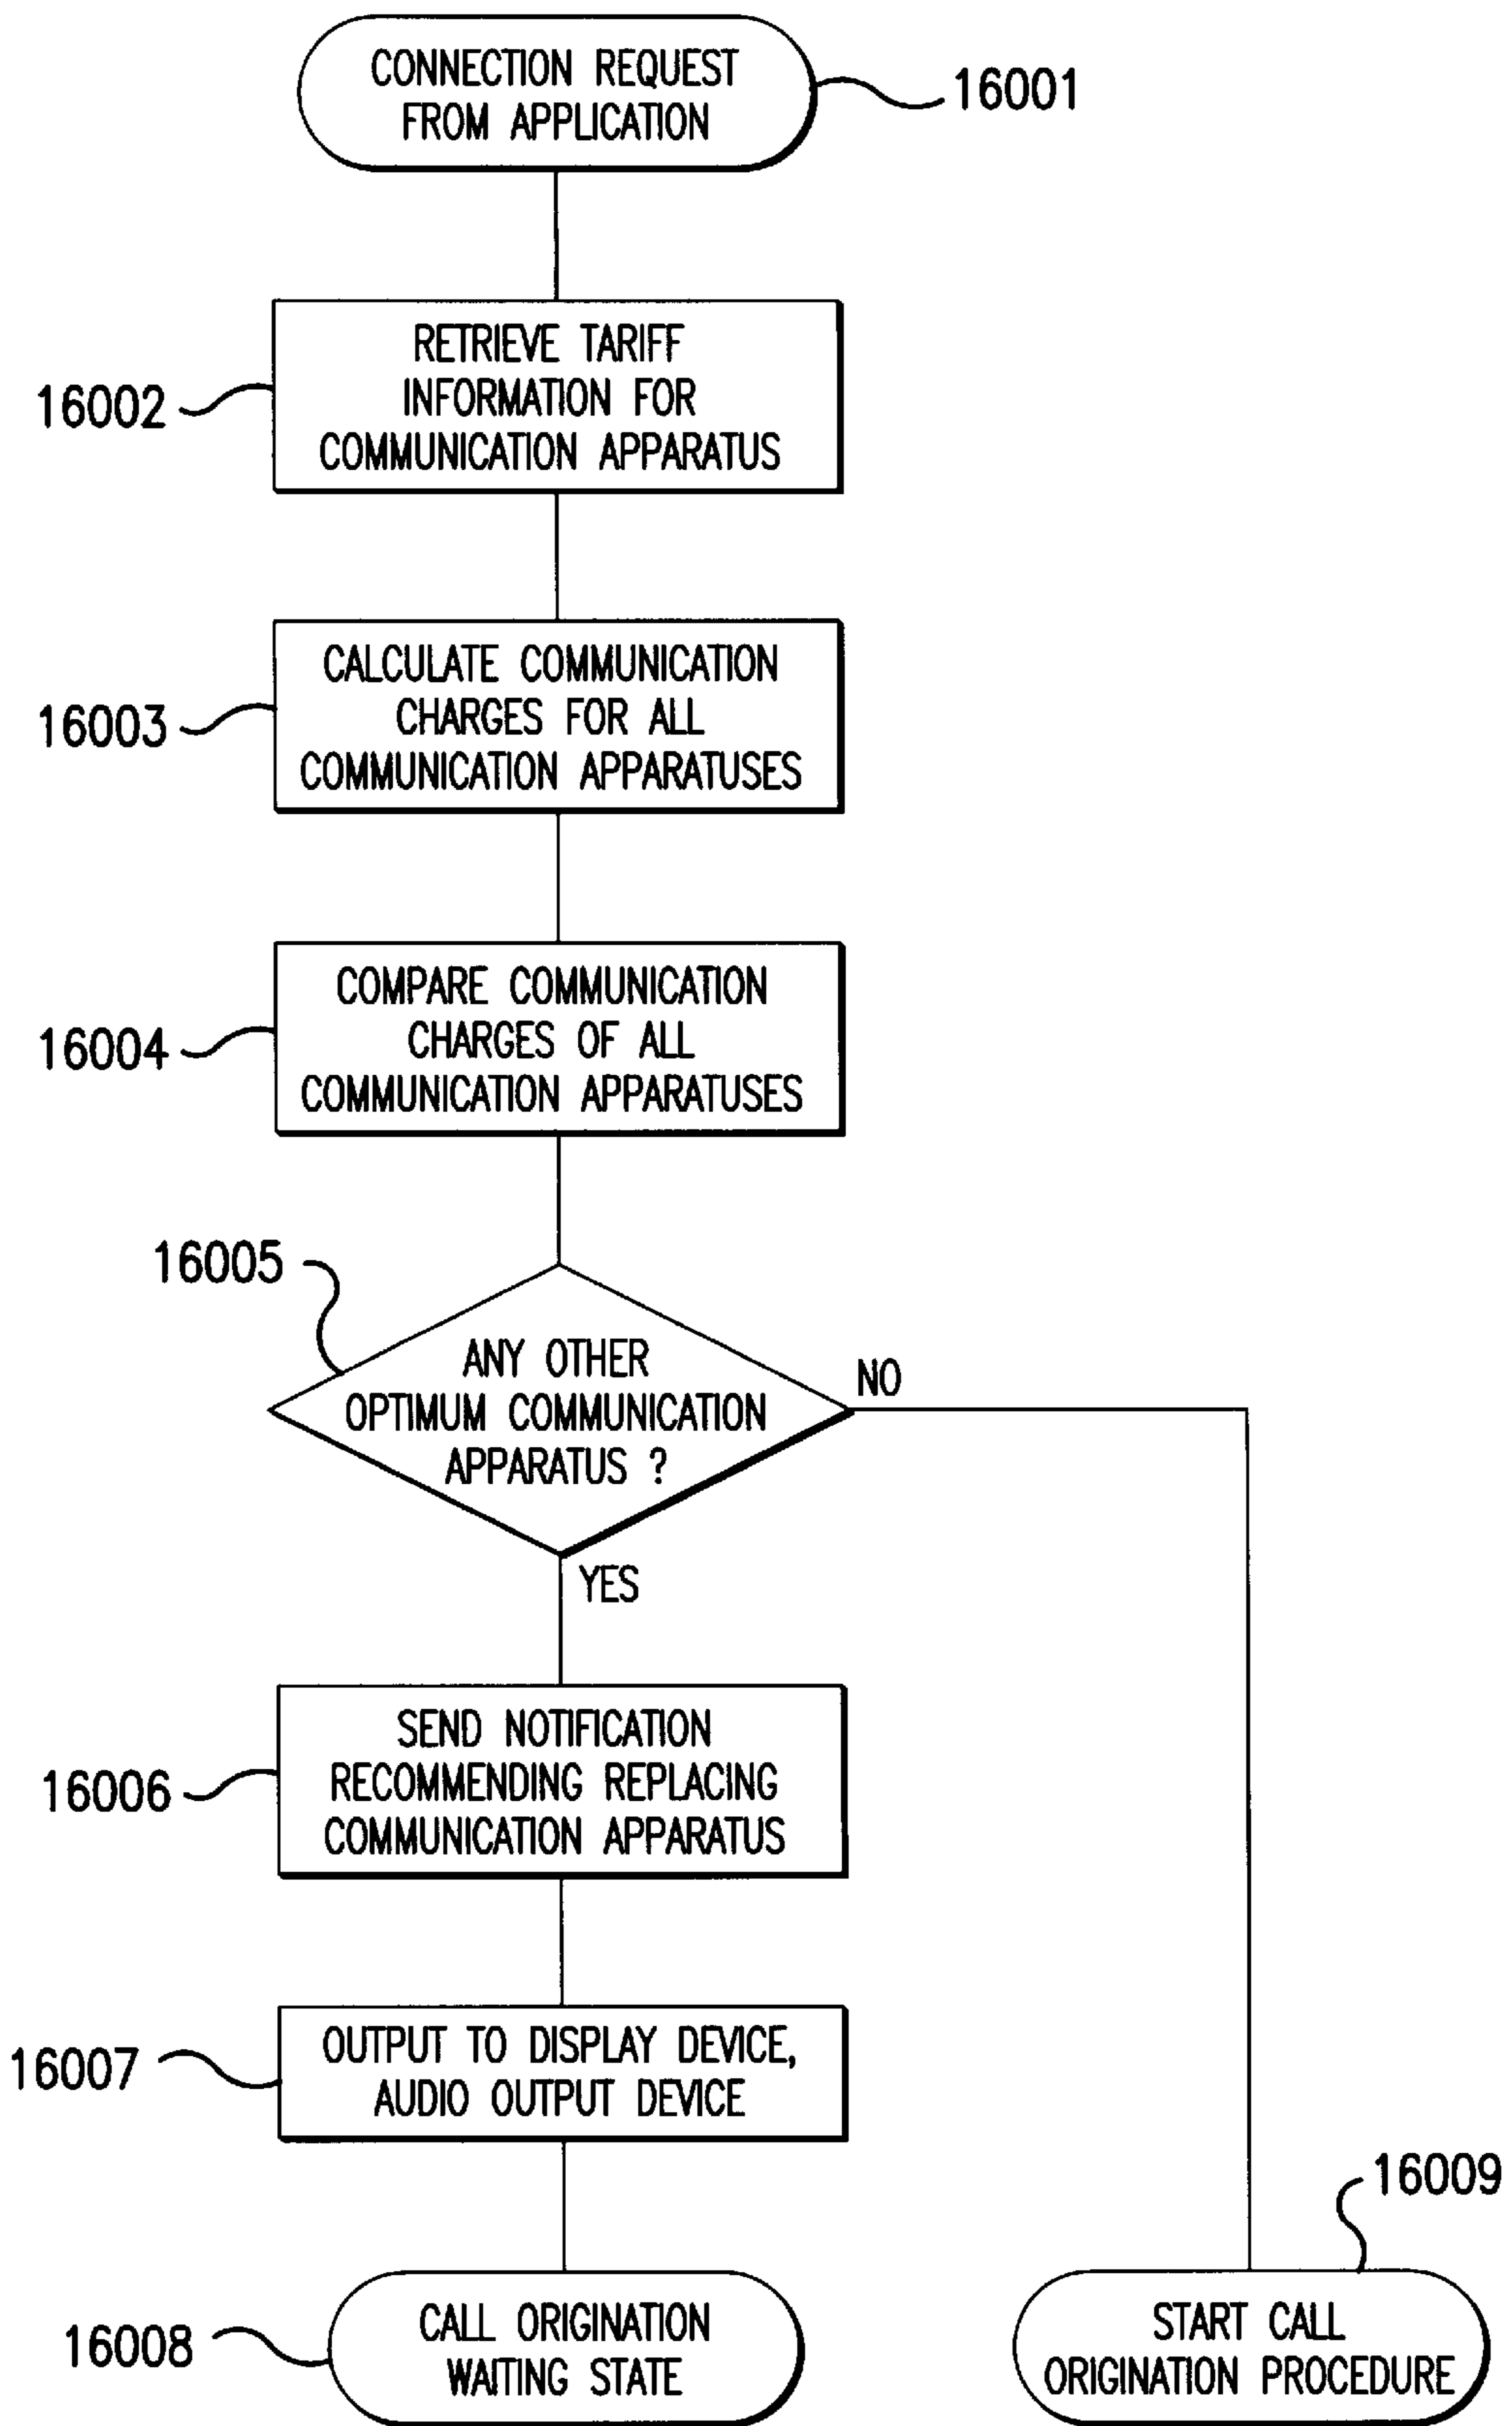 CONNECTION REQUEST
FROM APPLICATION
16001
RETRIEVE TARIFF
INFORMATION FOR
COMMUNICATION APPARATUS
16002
CALCULATE COMMUNICATION
CHARGES FOR ALL
COMMUNICATION APPARATUSES
16003
COMPARE COMMUNICATION
CHARGES OF ALL
COMMUNICATION APPARATUSES
16004
16005
ANY OTHER
OPTIMUM COMMUNICATION
APPARATUS ?
NO
YES
SEND NOTIFICATION
RECOMMENDING REPLACING
COMMUNICATION APPARATUS
16006
OUTPUT TO DISPLAY DEVICE,
AUDIO OUTPUT DEVICE
16007
16009
CALL ORIGINATION
WAITING STATE
16008
START CALL
ORIGINATION PROCEDURE